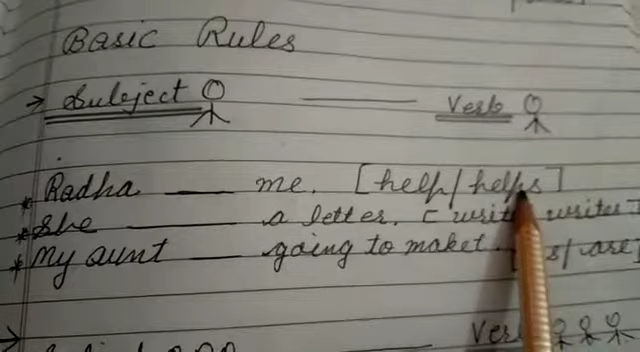 Basic Rules
→ Subject —— Verb
* Radha —— me. [help/helps]
* She —— a letter. [write writes]
* My aunt —— going to maket. [is/are]
→ Verb